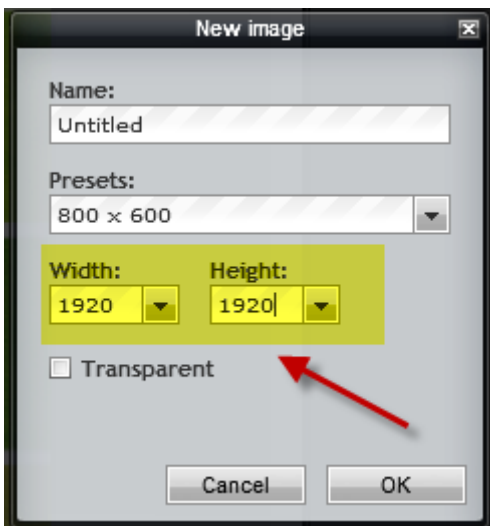 New image
Name:
Untitled
Presets:
800 x 600
Width: Height:
1920 1920
Transparent
Cancel OK